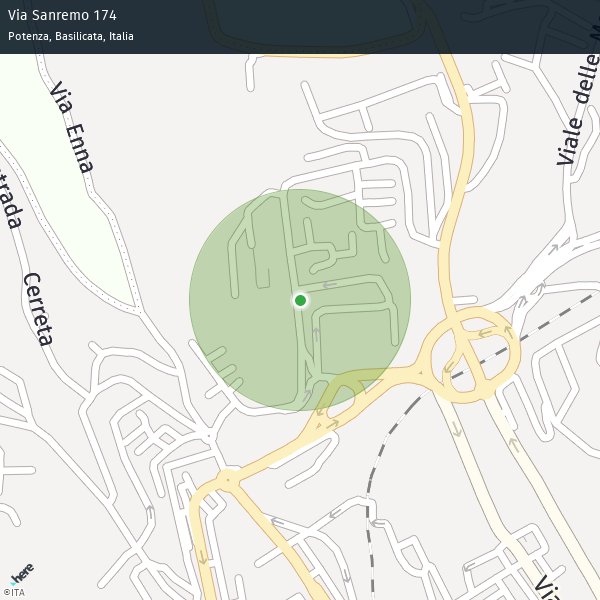 Via Sanremo 174
Potenza, Basilicata, Italia
Via Enna
Viale delle
trada
Cerreta
Via
here
©ITA